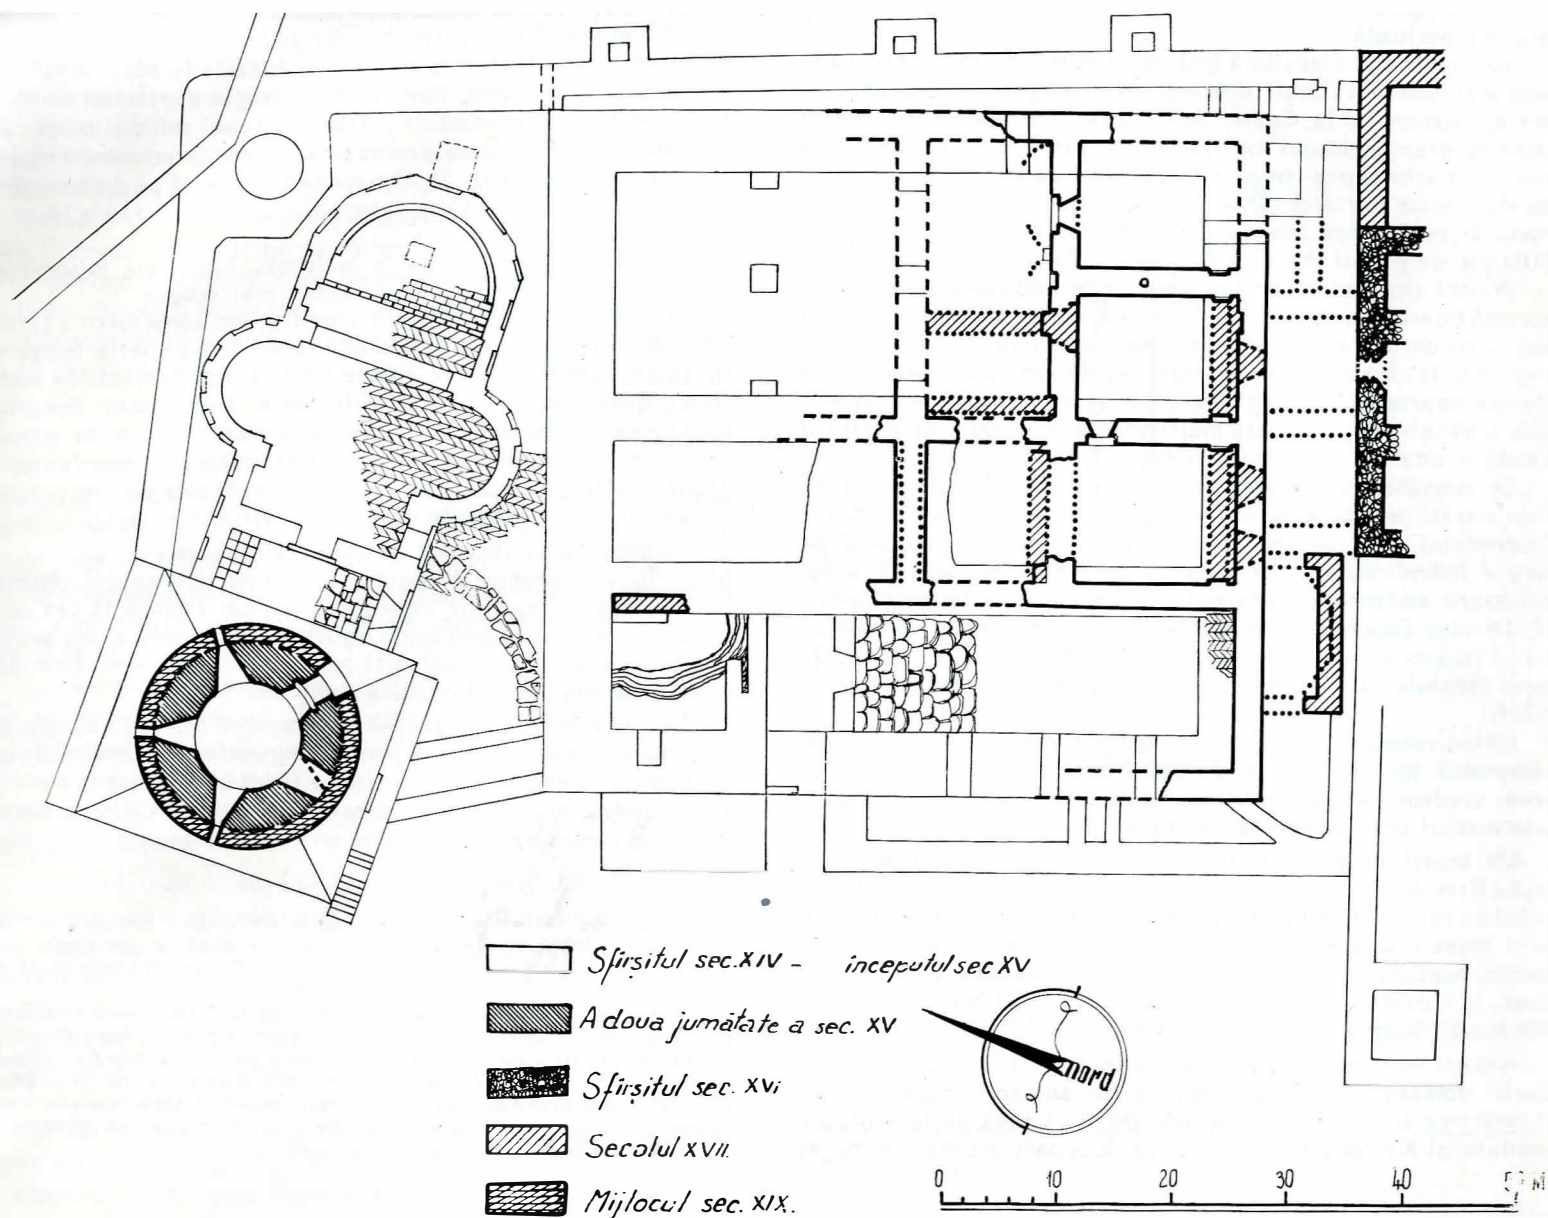 Sfîrşitul sec. XIV - începutul sec XV
A doua jumătate a sec. XV
Sfîrşitul sec. XVi
Secolul XVII.
Mijlocul sec. XIX.
nord
0 10 20 30 40 50 M